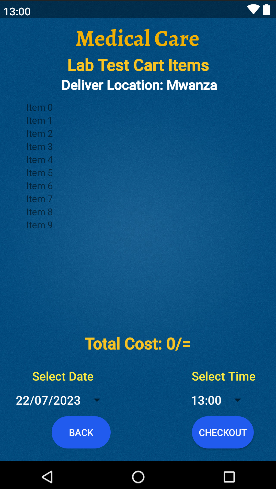 13:00
Medical Care
Lab Test Cart Items
Deliver Location: Mwanza
Item 0
Item 1
Item 2
Item 3
Item 4
Item 5
Item 6
Item 7
Item 8
Item 9
Total Cost: 0/=
Select Date Select Time
22/07/2023 13:00
BACK CHECKOUT